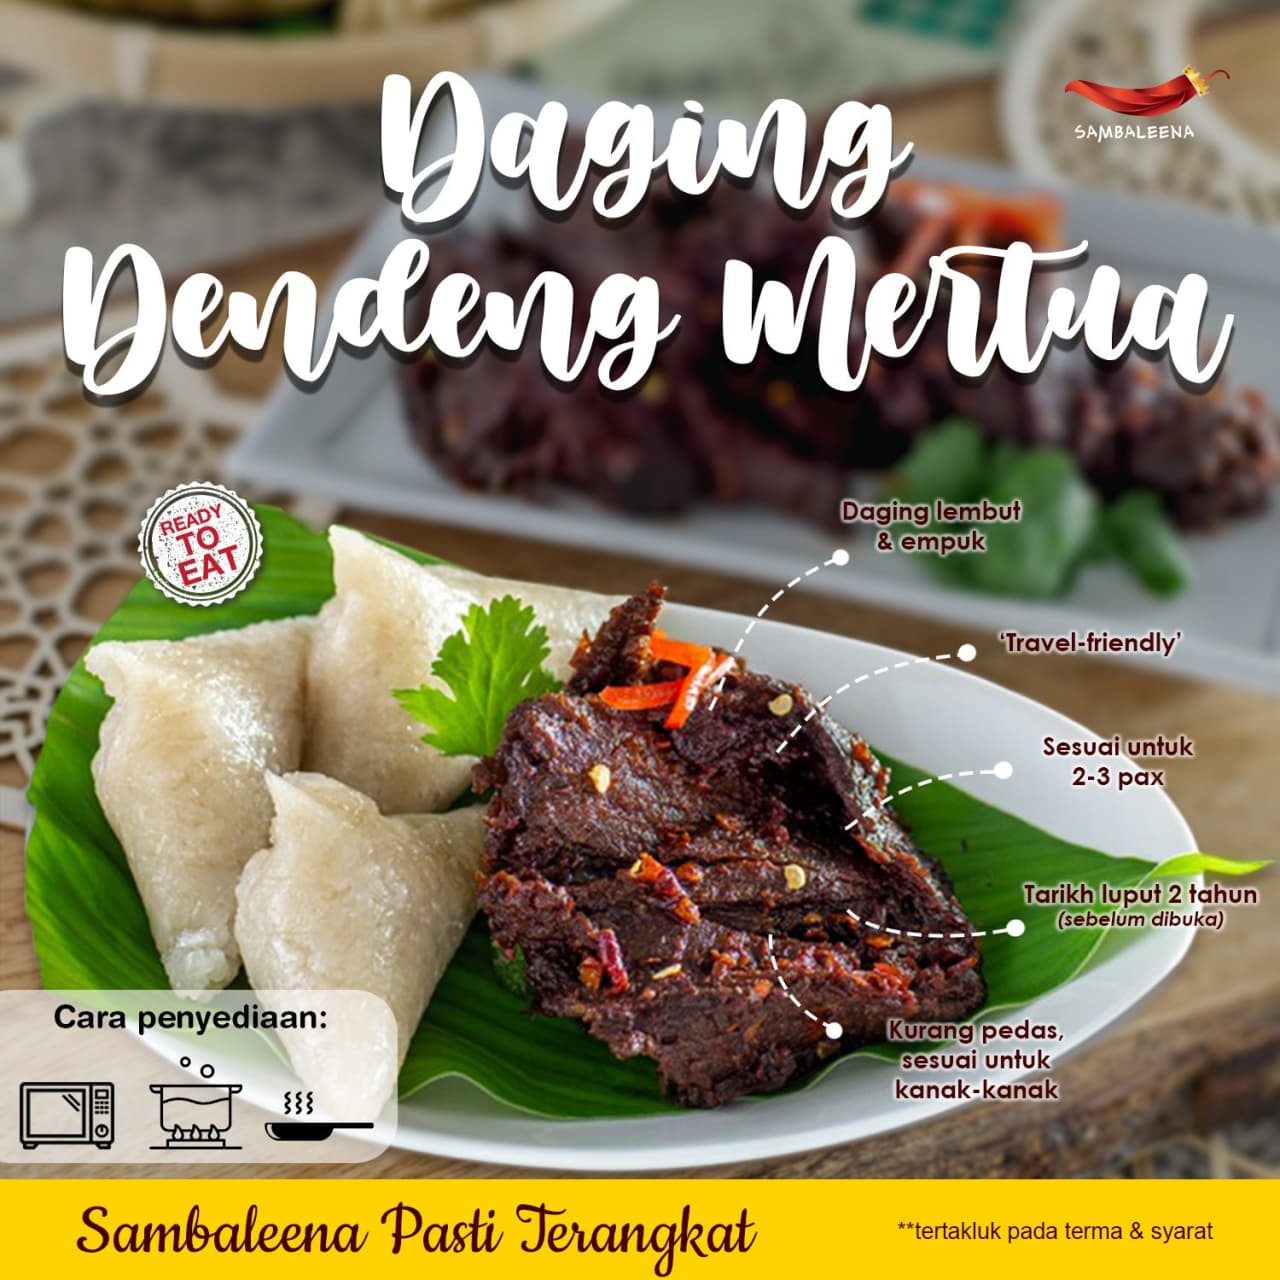 Daging
Dendeng Mertua
SAMBALEENA
READY
TO
EAT
Daging lembut
& empuk
‘Travel-friendly’
Sesuai untuk
2-3 pax
Tarikh luput 2 tahun
(sebelum dibuka)
Kurang pedas,
sesuai untuk
kanak-kanak
Cara penyediaan:
Sambaleena Pasti Terangkat
**tertakluk pada terma & syarat